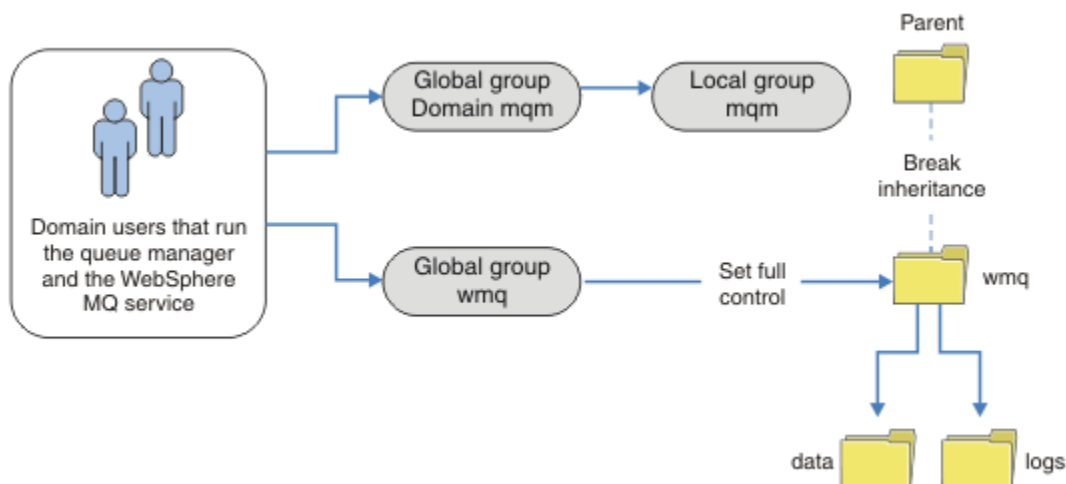 Parent
Global group
Domain mqm
Local group
mqm
Break
inheritance
Domain users that run
the queue manager
and the WebSphere
MQ service
Global group
wmq
Set full
control
wmq
data
logs